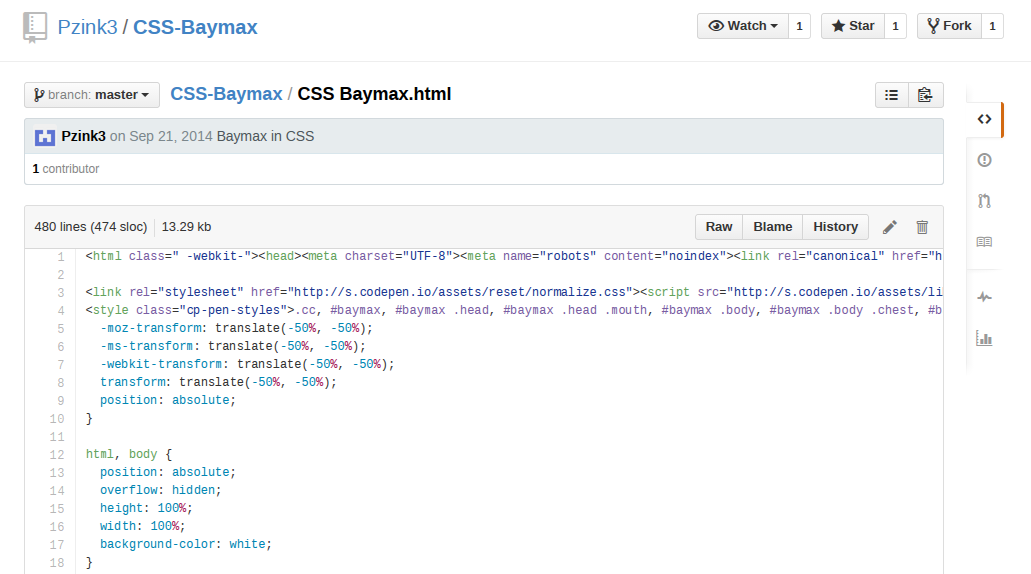 Pzink3 / CSS-Baymax
Watch 1 Star 1 Fork 1
branch: master CSS-Baymax / CSS Baymax.html
Pzink3 on Sep 21, 2014 Baymax in CSS
1 contributor
480 lines (474 sloc) 13.29 kb Raw Blame History
1 <html class=" -webkit-"><head><meta charset="UTF-8"><meta name="robots" content="noindex"><link rel="canonical" href="h
2
3 <link rel="stylesheet" href="http://s.codepen.io/assets/reset/normalize.css"><script src="http://s.codepen.io/assets/li
4 <style class="cp-pen-styles">.cc, #baymax, #baymax .head, #baymax .head .mouth, #baymax .body, #baymax .body .chest, #b
5 -moz-transform: translate(-50%, -50%);
6 -ms-transform: translate(-50%, -50%);
7 -webkit-transform: translate(-50%, -50%);
8 transform: translate(-50%, -50%);
9 position: absolute;
10 }
11
12 html, body {
13 position: absolute;
14 overflow: hidden;
15 height: 100%;
16 width: 100%;
17 background-color: white;
18 }